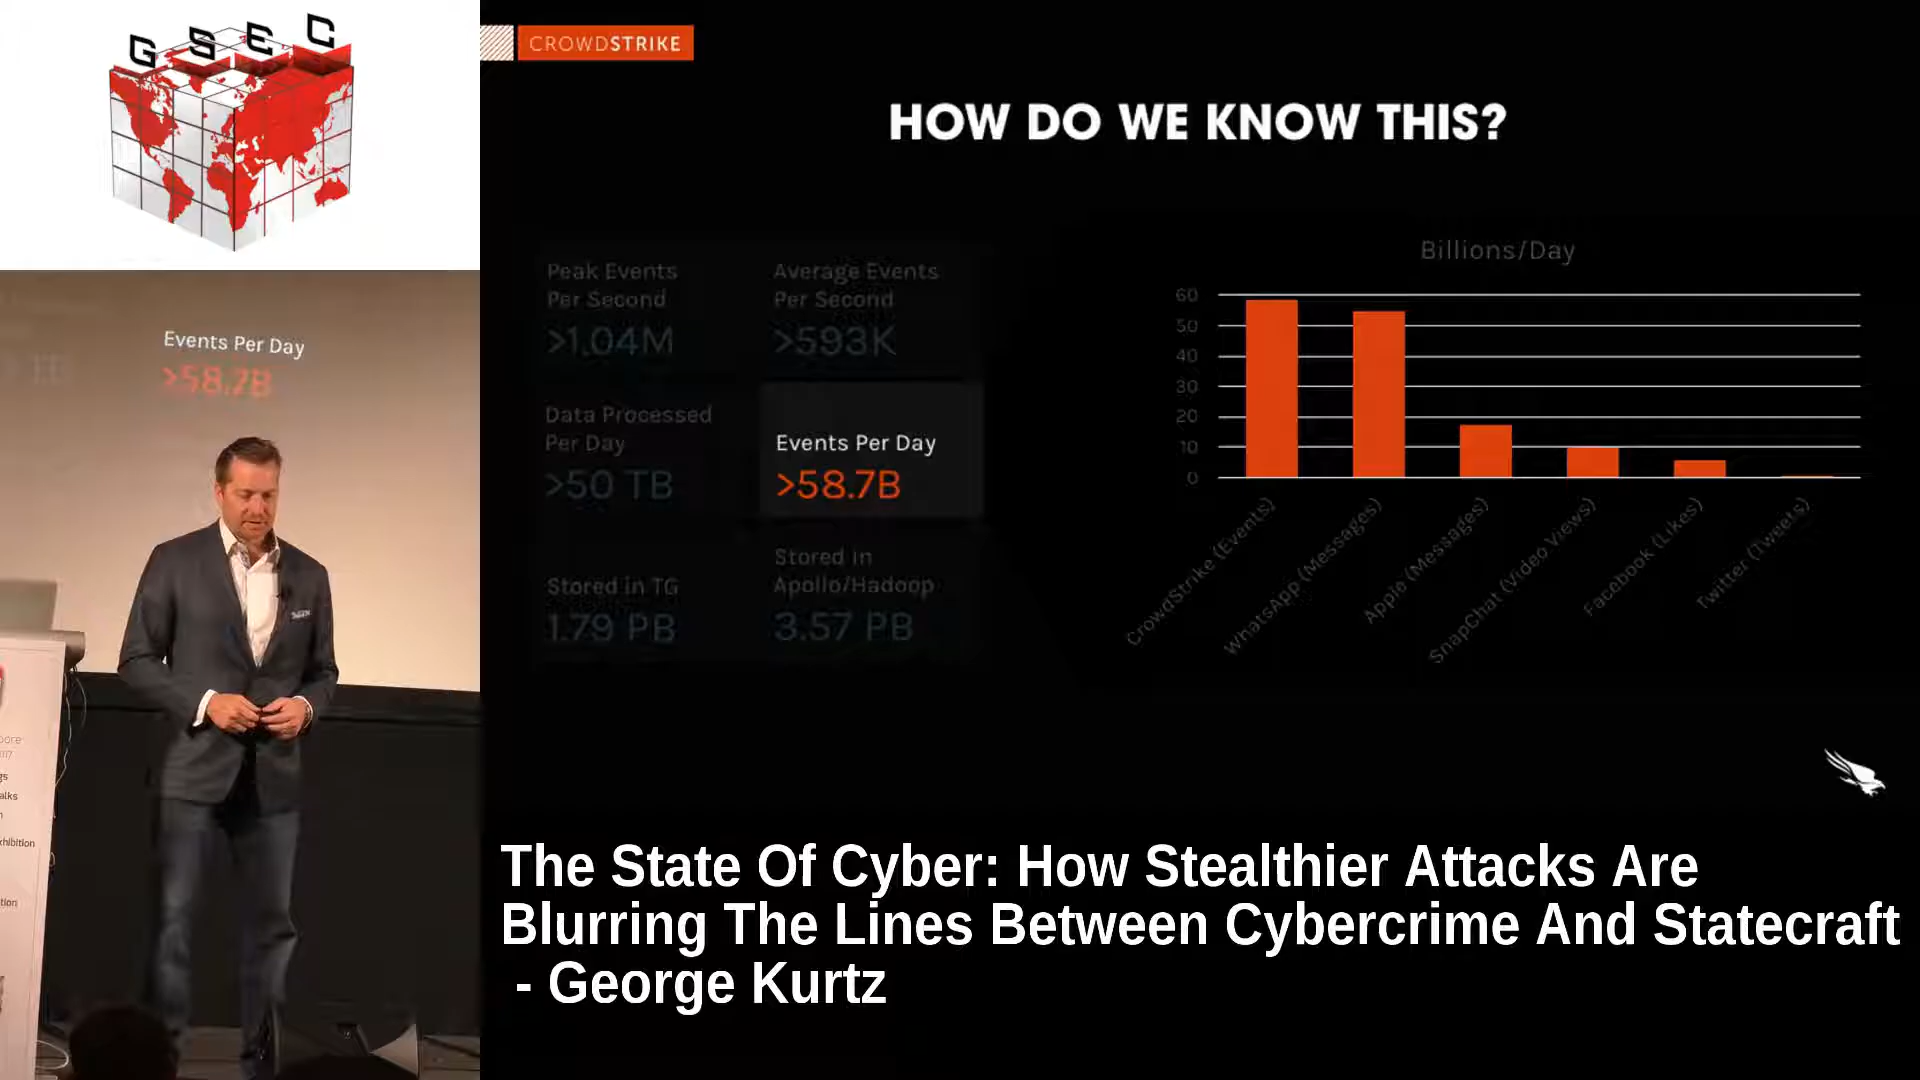 GSEC
CROWDSTRIKE
HOW DO WE KNOW THIS?
Peak Events
Per Second
>1.04M
Average Events
Per Second
>593K
Data Processed
Per Day
>50 TB
Events Per Day
>58.7B
Stored in TG
1.79 PB
Stored in
Apollo/Hadoop
3.57 PB
Billions/Day
60
50
40
30
20
10
0
CrowdStrike (Events)
WhatsApp (Messages)
Apple (Messages)
SnapChat (Video Views)
Facebook (Likes)
Twitter (Tweets)
Events Per Day
>58.7B
TB
The State Of Cyber: How Stealthier Attacks Are
Blurring The Lines Between Cybercrime And Statecraft
- George Kurtz